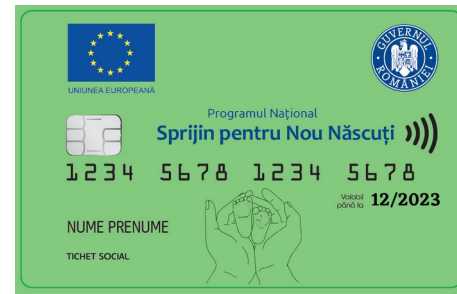 UNIUNEA EUROPEANĂ
GUVERNUL ROMÂNIEI
Programul Național
Sprijin pentru Nou Născuți
1234 5678 1234 5678
Valabil
până la 12/2023
NUME PRENUME
TICHET SOCIAL